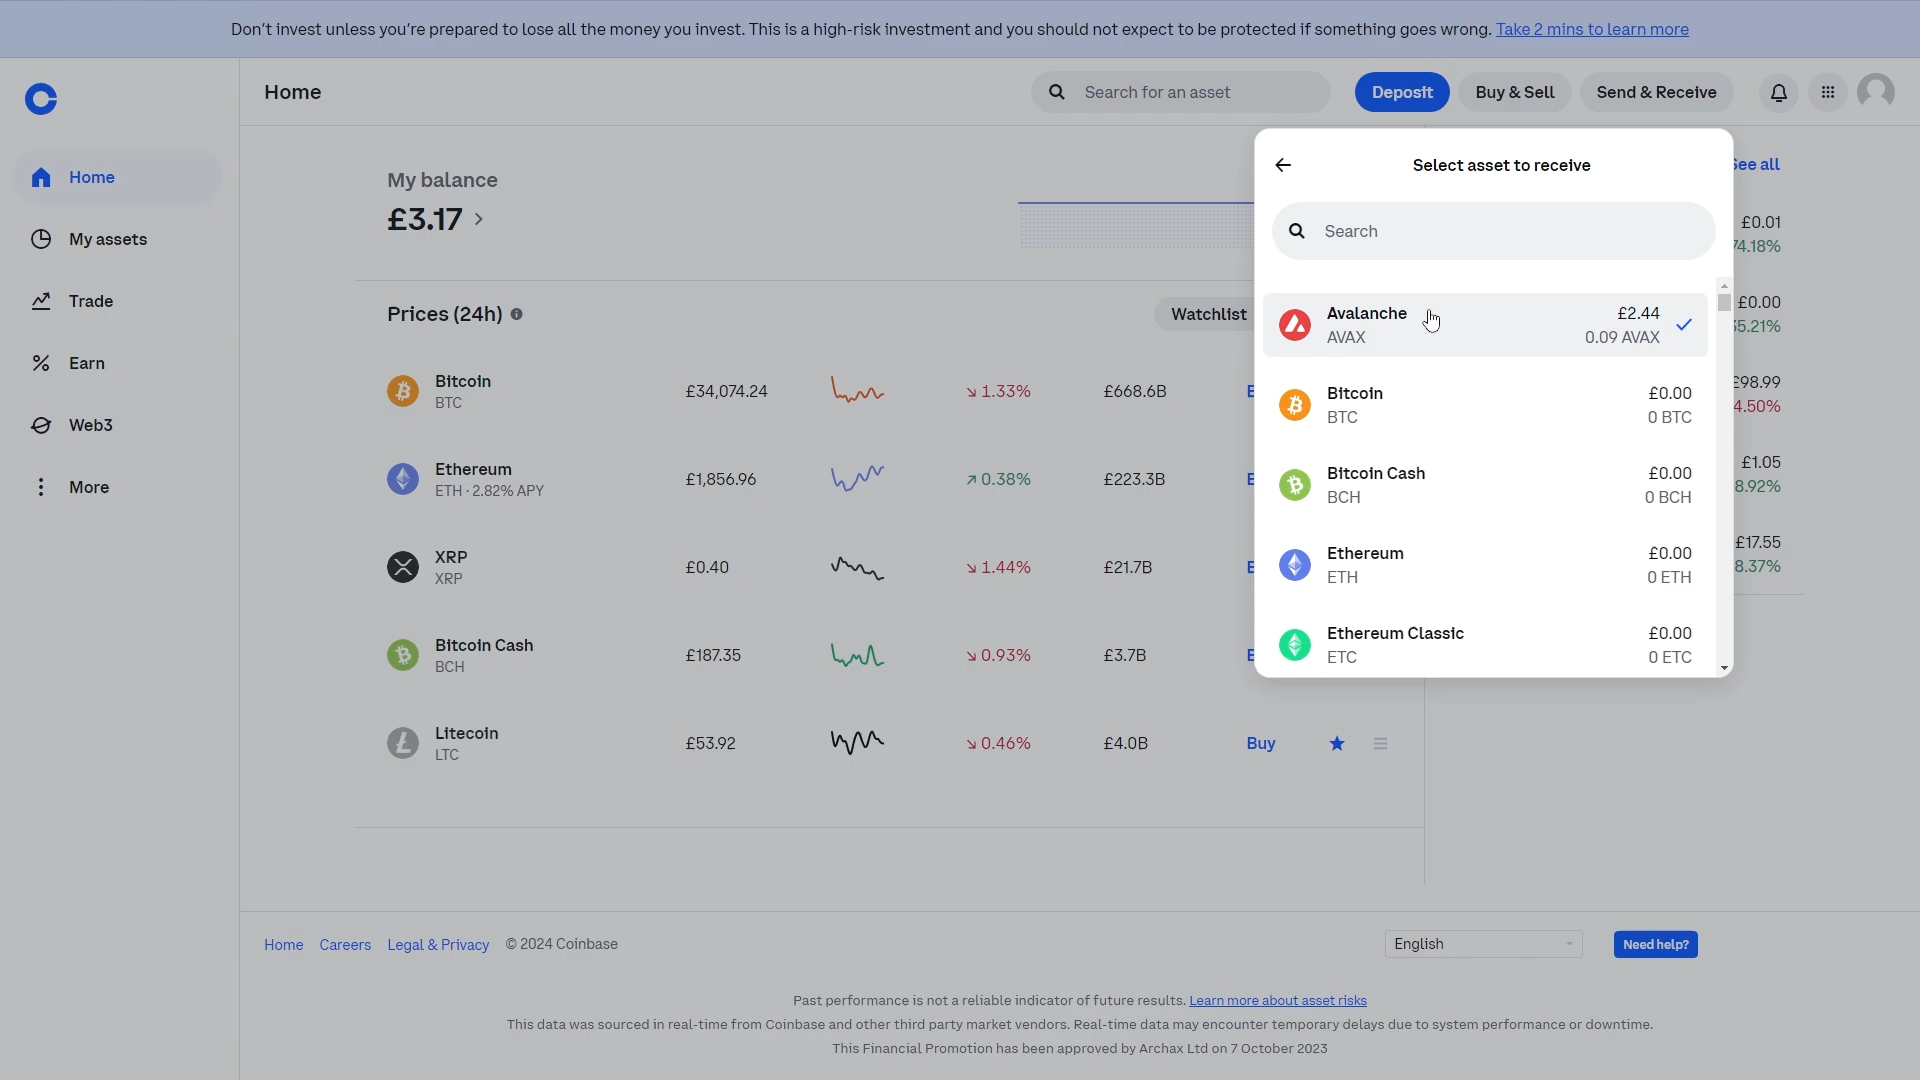 Don't invest unless you're prepared to lose all the money you invest. This is a high-risk investment and you should not expect to be protected if something goes wrong. Take 2 mins to learn more
Home
Search for an asset
Deposit
Buy & Sell
Send & Receive
Home
My assets
Trade
Earn
Web3
More
My balance
£3.17
Prices (24h)
Watchlist
Bitcoin
BTC
£34,074.24
1.33%
£668.6B
Ethereum
ETH · 2.82% APY
£1,856.96
0.38%
£223.3B
XRP
XRP
£0.40
1.44%
£21.7B
Bitcoin Cash
BCH
£187.35
0.93%
£3.7B
Litecoin
LTC
£53.92
0.46%
£4.0B
Buy
Select asset to receive
Search
Avalanche
£2.44
AVAX
0.09 AVAX
Bitcoin
£0.00
BTC
0 BTC
Bitcoin Cash
£0.00
BCH
0 BCH
Ethereum
£0.00
ETH
0 ETH
Ethereum Classic
£0.00
ETC
0 ETC
See all
£0.01
74.18%
£0.00
5.21%
£98.99
4.50%
£1.05
8.92%
£17.55
8.37%
Home Careers Legal & Privacy © 2024 Coinbase
English
Need help?
Past performance is not a reliable indicator of future results. Learn more about asset risks
This data was sourced in real-time from Coinbase and other third party market vendors. Real-time data may encounter temporary delays due to system performance or downtime.
This Financial Promotion has been approved by Archax Ltd on 7 October 2023